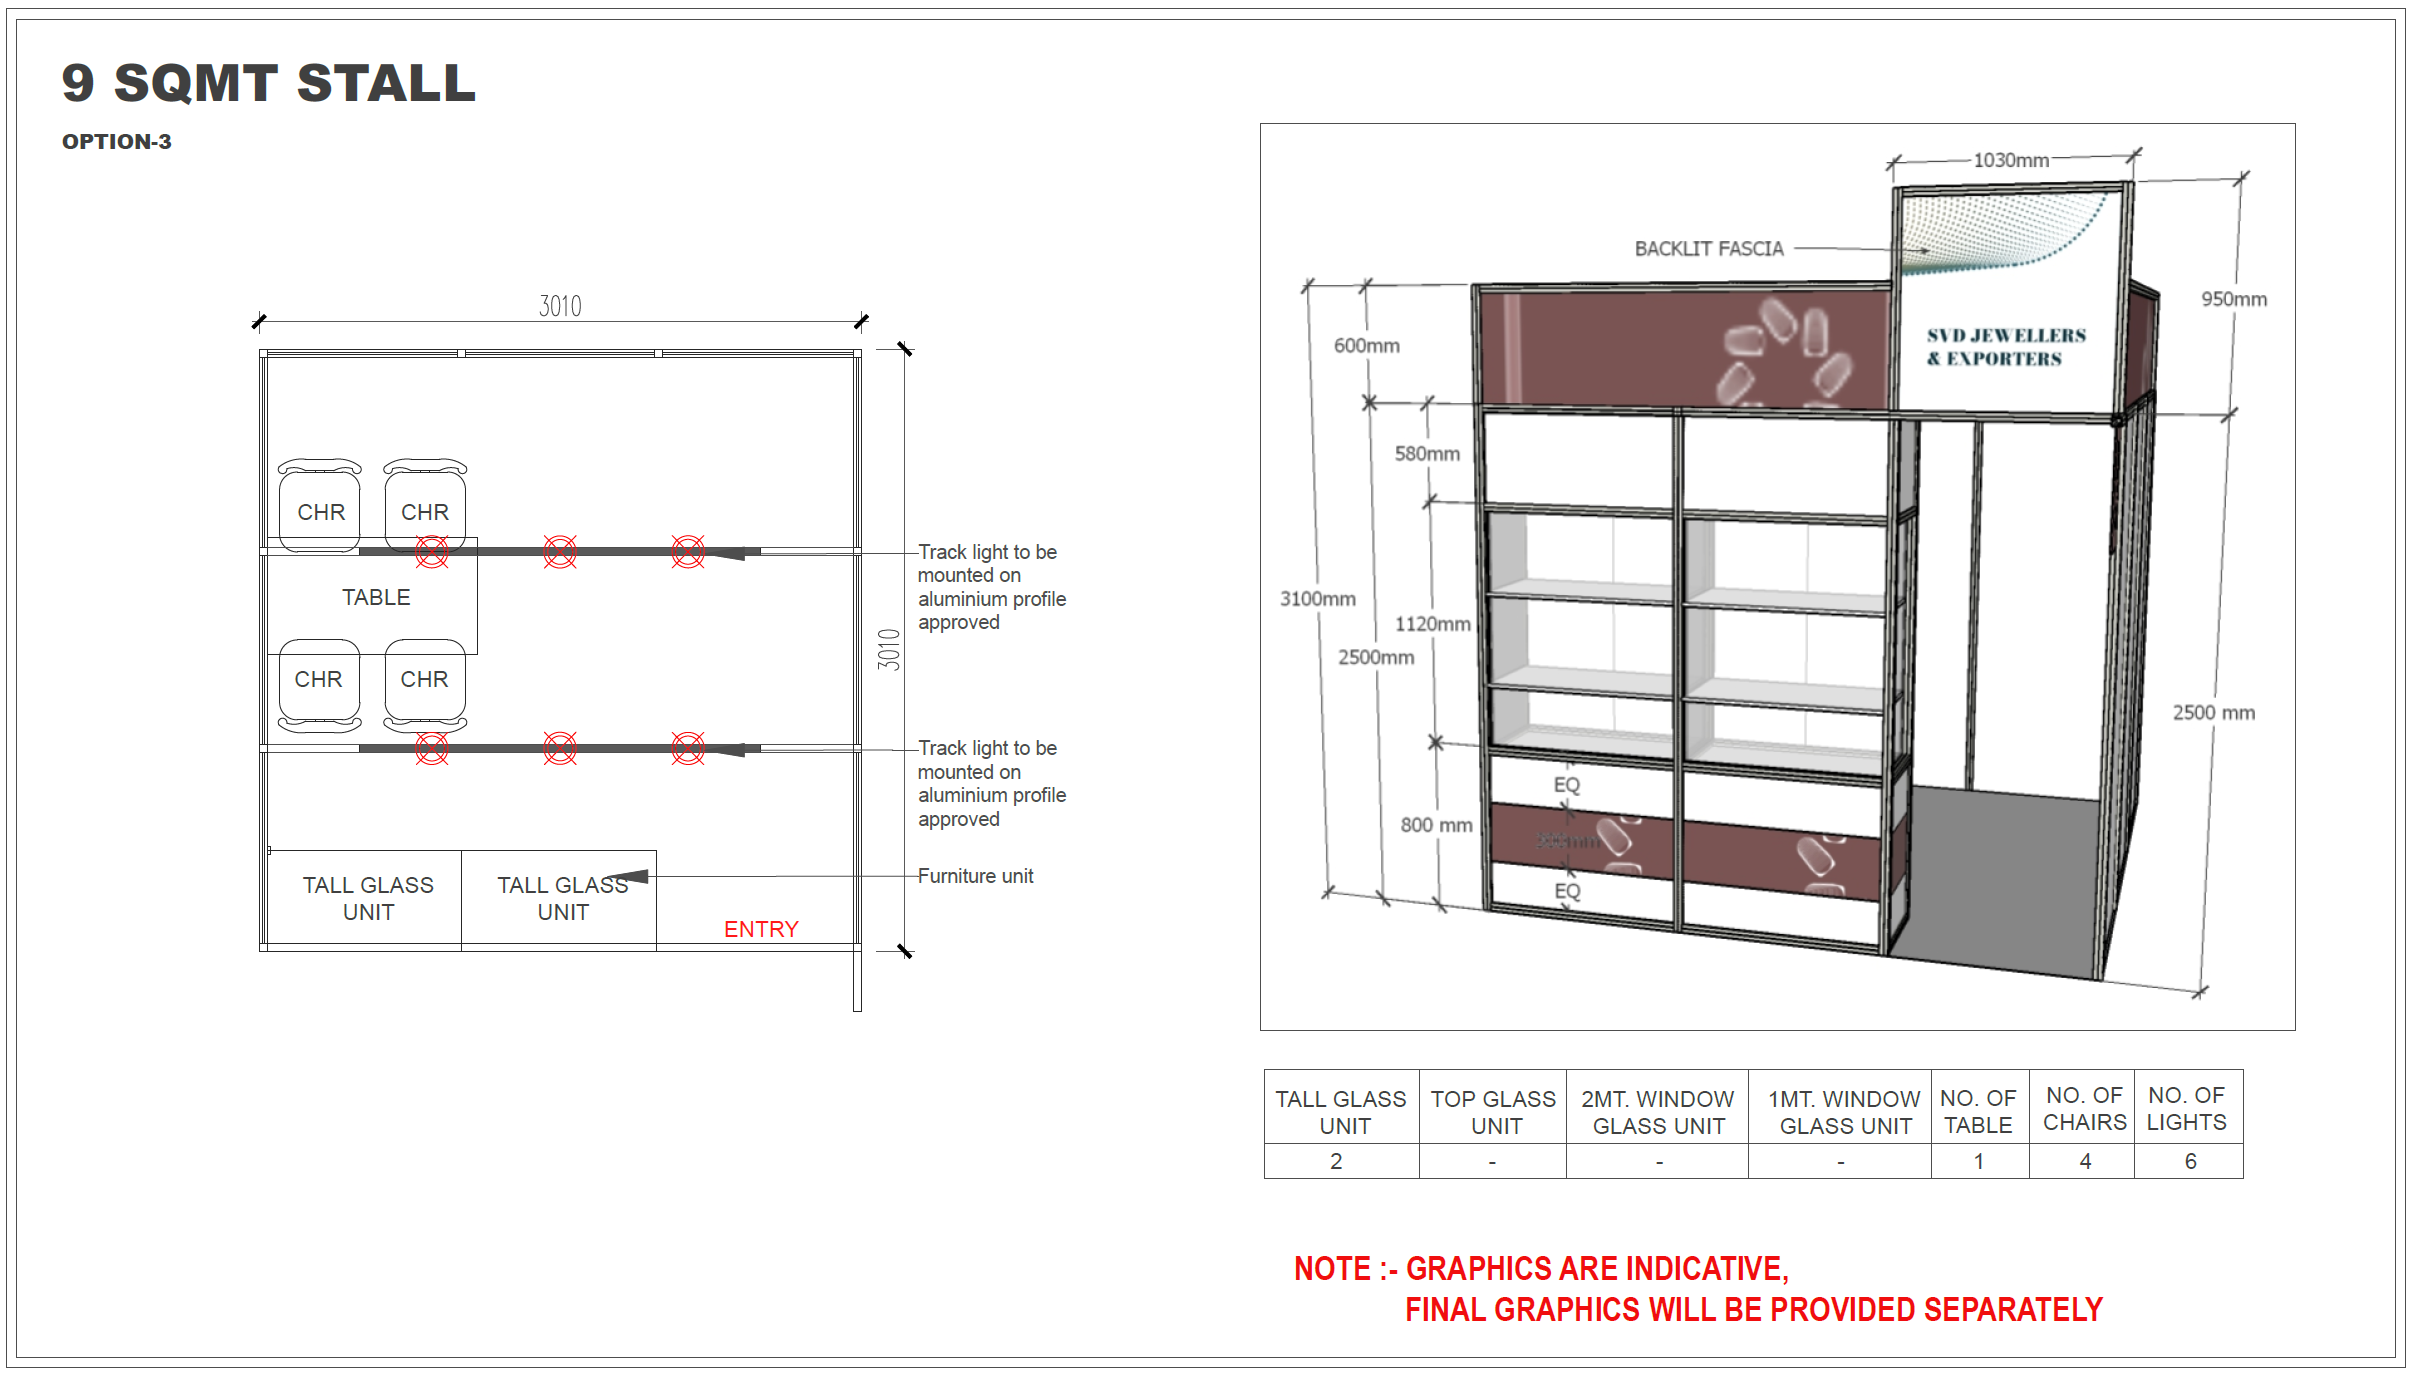 9 SQMT STALL
OPTION-3
3010
CHR CHR
TABLE
CHR CHR
Track light to be
mounted on
aluminium profile
approved
3010
Track light to be
mounted on
aluminium profile
approved
TALL GLASS
UNIT
TALL GLASS
UNIT
Furniture unit
ENTRY
1030mm
BACKLIT FASCIA
950mm
600mm
SVD JEWELLERS
& EXPORTERS
580mm
3100mm
1120mm
2500mm
2500 mm
EQ
800 mm
EQ
TALL GLASS UNIT
TOP GLASS UNIT
2MT. WINDOW GLASS UNIT
1MT. WINDOW GLASS UNIT
NO. OF TABLE
NO. OF CHAIRS
NO. OF LIGHTS
2 - - - 1 4 6
NOTE :- GRAPHICS ARE INDICATIVE,
FINAL GRAPHICS WILL BE PROVIDED SEPARATELY